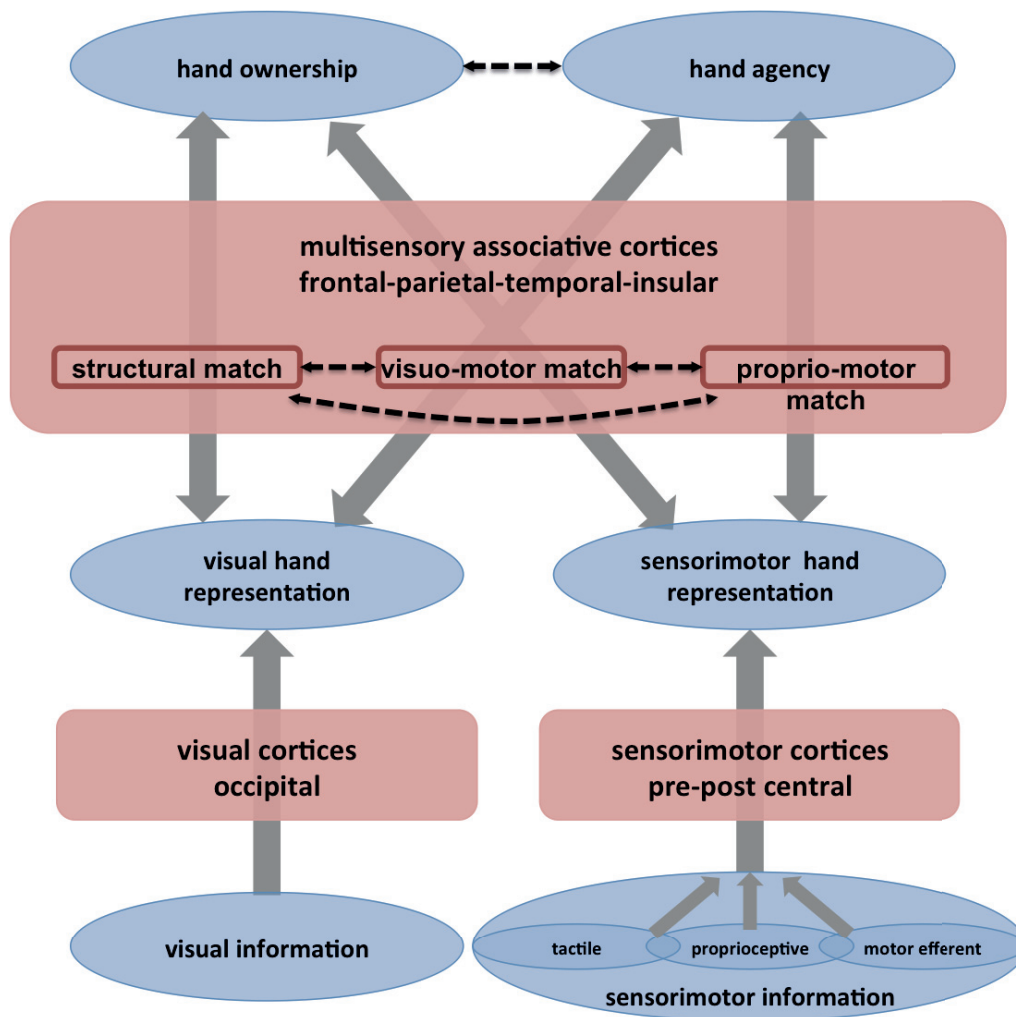 hand ownership
hand agency
multisensory associative cortices
frontal-parietal-temporal-insular
structural match
visuo-motor match
proprio-motor
match
visual hand
representation
sensorimotor hand
representation
visual cortices
occipital
sensorimotor cortices
pre-post central
visual information
tactile
proprioceptive
motor efferent
sensorimotor information